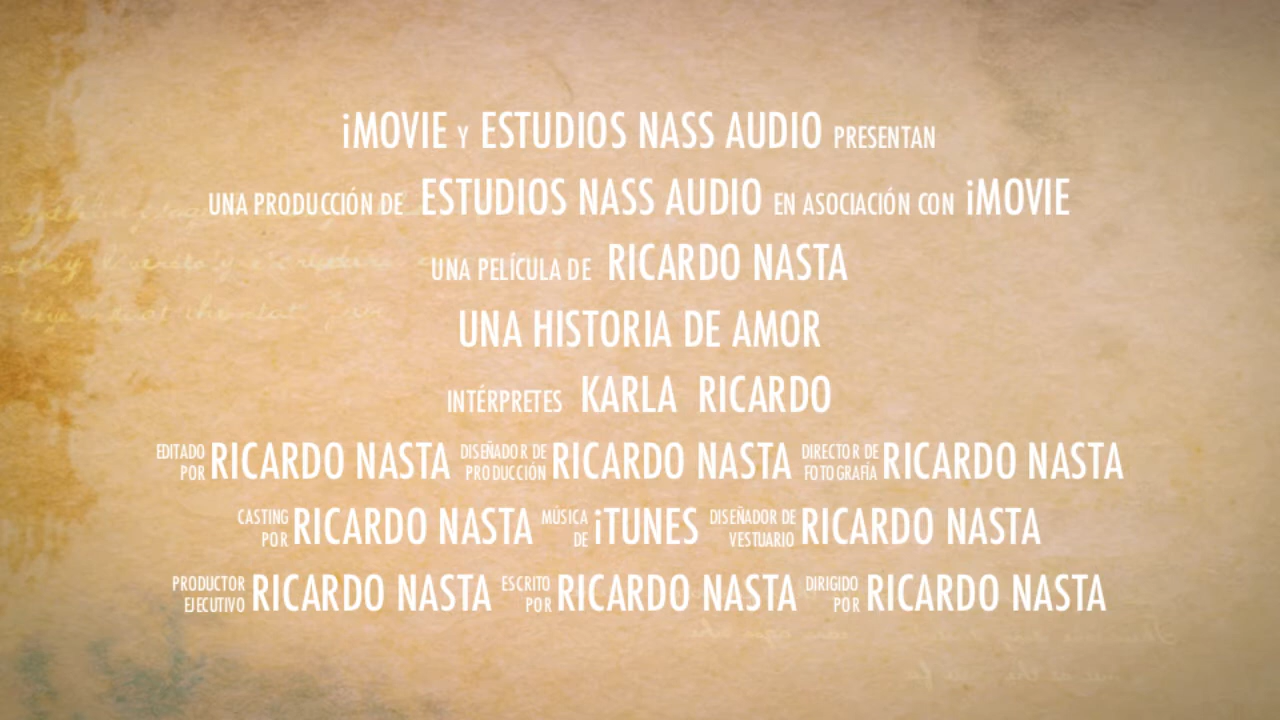 iMOVIE Y ESTUDIOS NASS AUDIO PRESENTAN
UNA PRODUCCIÓN DE ESTUDIOS NASS AUDIO EN ASOCIACIÓN CON iMOVIE
UNA PELÍCULA DE RICARDO NASTA
UNA HISTORIA DE AMOR
INTÉRPRETES KARLA RICARDO
EDITADO POR RICARDO NASTA DISEÑADOR DE PRODUCCIÓN RICARDO NASTA DIRECTOR DE FOTOGRAFÍA RICARDO NASTA
CASTING POR RICARDO NASTA MÚSICA DE iTUNES DISEÑADOR DE VESTUARIO RICARDO NASTA
PRODUCTOR EJECUTIVO RICARDO NASTA ESCRITO POR RICARDO NASTA DIRIGIDO POR RICARDO NASTA